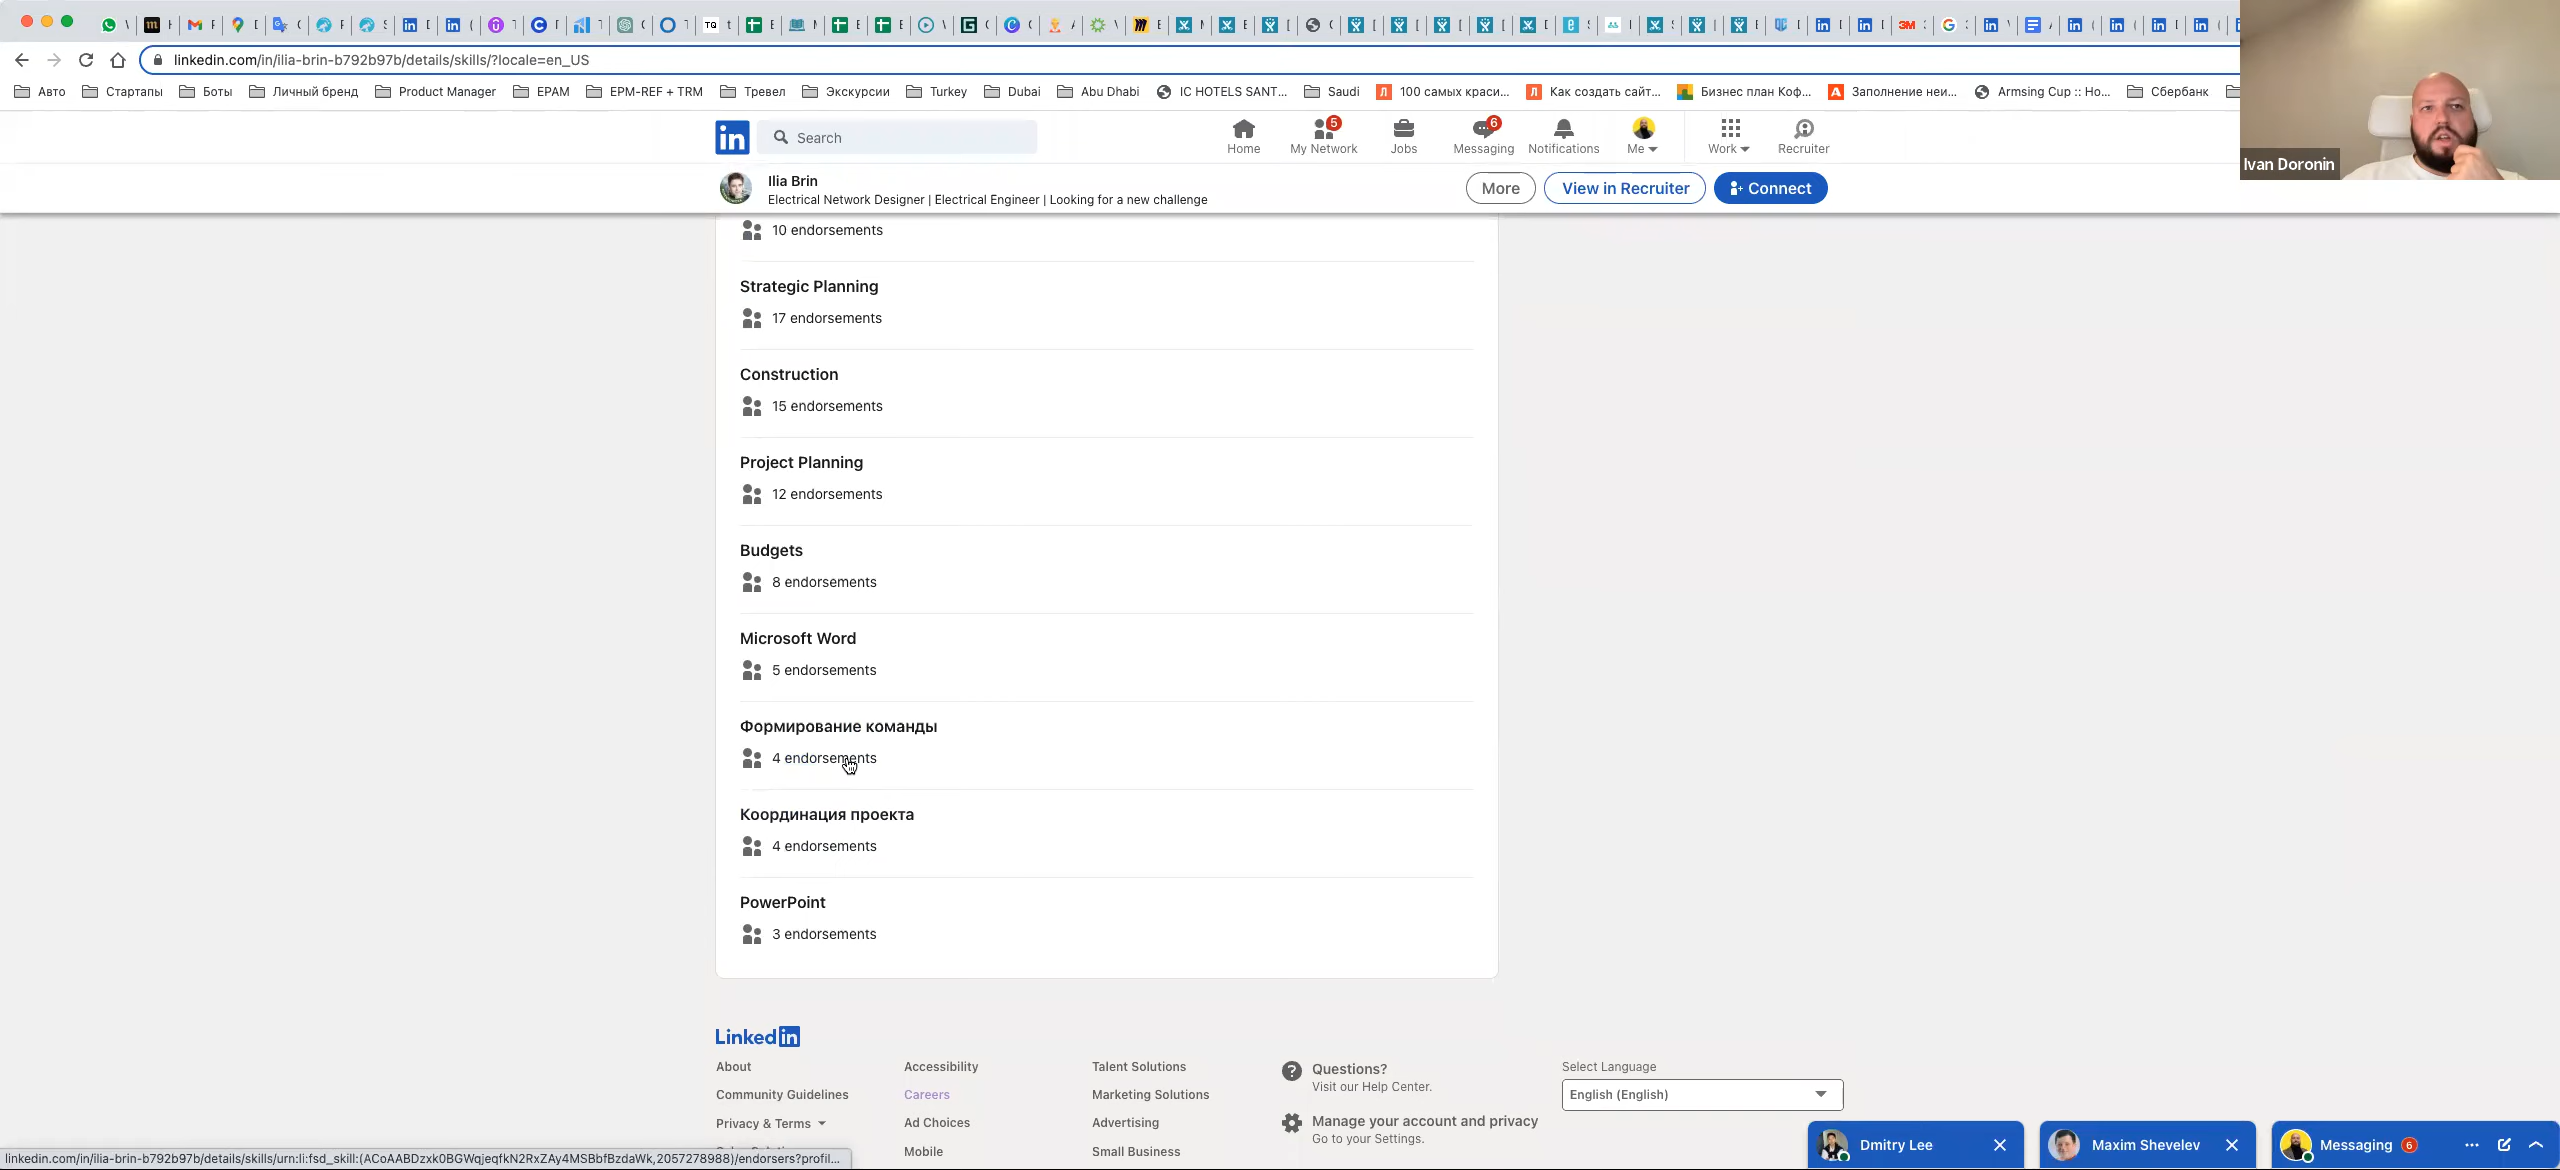 linkedin.com/in/ilia-brin-b792b97b/details/skills/?locale=en_US
Авто Стартапы Боты Личный бренд Product Manager EPAM EPM-REF + TRM Тревел Экскурсии Turkey Dubai Abu Dhabi IC HOTELS SANT... Saudi 100 самых краси... Как создать сайт... Бизнес план Коф... Заполнение неи... Armsing Cup :: Ho... Сбербанк
Ivan Doronin
in Search
5 6
Home My Network Jobs Messaging Notifications Me Work Recruiter
Ilia Brin
Electrical Network Designer | Electrical Engineer | Looking for a new challenge
More View in Recruiter Connect
10 endorsements
Strategic Planning
17 endorsements
Construction
15 endorsements
Project Planning
12 endorsements
Budgets
8 endorsements
Microsoft Word
5 endorsements
Формирование команды
4 endorsements
Координация проекта
4 endorsements
PowerPoint
3 endorsements
Linkedin
About Accessibility Talent Solutions Questions? Select Language
Visit our Help Center.
Community Guidelines Careers Marketing Solutions English (English)
Privacy & Terms Ad Choices Advertising Manage your account and privacy
Go to your Settings.
Mobile Small Business
Dmitry Lee Maxim Shevelev Messaging 6
linkedin.com/in/ilia-brin-b792b97b/details/skills/urn:li:fsd_skill:(ACoAABDzxk0BGWqjeqfkN2RxZAy4MSBbfBzdaWk,2057278988)/endorsers?profil...